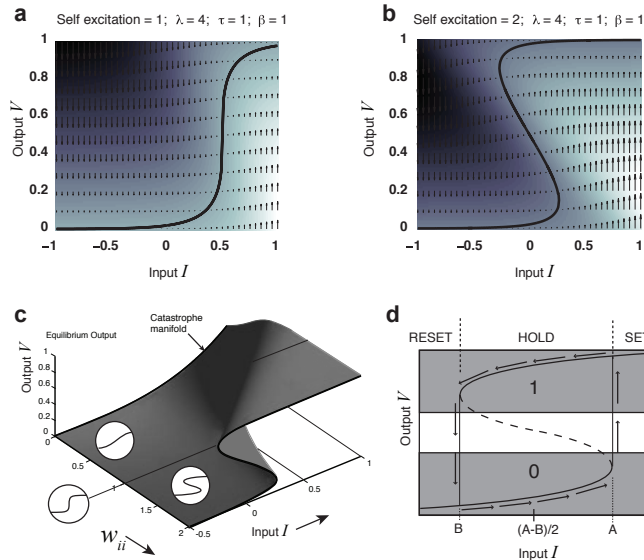 a
Self excitation = 1; λ = 4; τ = 1; β = 1
Output V
1
0.8
0.6
0.4
0.2
0
-1
-0.5
0
0.5
1
Input I
b
Self excitation = 2; λ = 4; τ = 1; β = 1
Output V
1
0.8
0.6
0.4
0.2
0
-1
-0.5
0
0.5
1
Input I
c
Catastrophe
manifold
Equilibrium Output
Output V
1
0.8
0.6
0.4
0.2
0
0
0.5
1
1.5
2
w_ii
-0.5
0
0.5
1
Input I
d
RESET
HOLD
SET
Output V
1
0
B
(A-B)/2
A
Input I